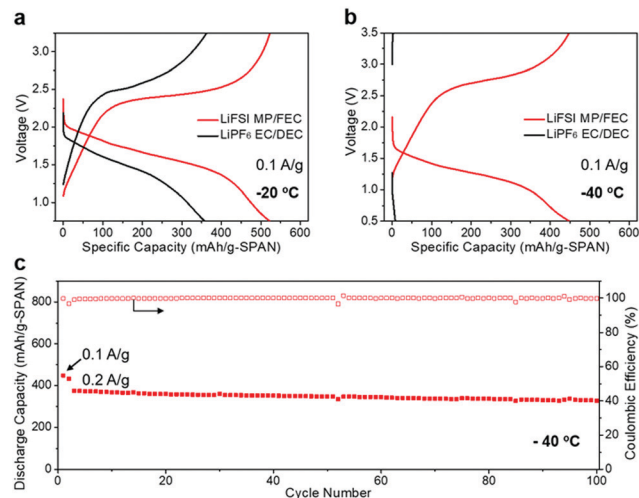 a
3.0
2.5
2.0
1.5
1.0
Voltage (V)
LiFSI MP/FEC
LiPF₆ EC/DEC
0.1 A/g
-20 ºC
0 100 200 300 400 500 600
Specific Capacity (mAh/g-SPAN)
b
3.5
3.0
2.5
2.0
1.5
1.0
0.5
Voltage (V)
LiFSI MP/FEC
LiPF₆ EC/DEC
0.1 A/g
-40 ºC
0 100 200 300 400 500 600
Specific Capacity (mAh/g-SPAN)
c
800
600
400
200
0
Discharge Capacity (mAh/g-SPAN)
0.1 A/g
0.2 A/g
- 40 ºC
100
80
60
40
20
0
Coulombic Efficiency (%)
0 20 40 60 80 100
Cycle Number